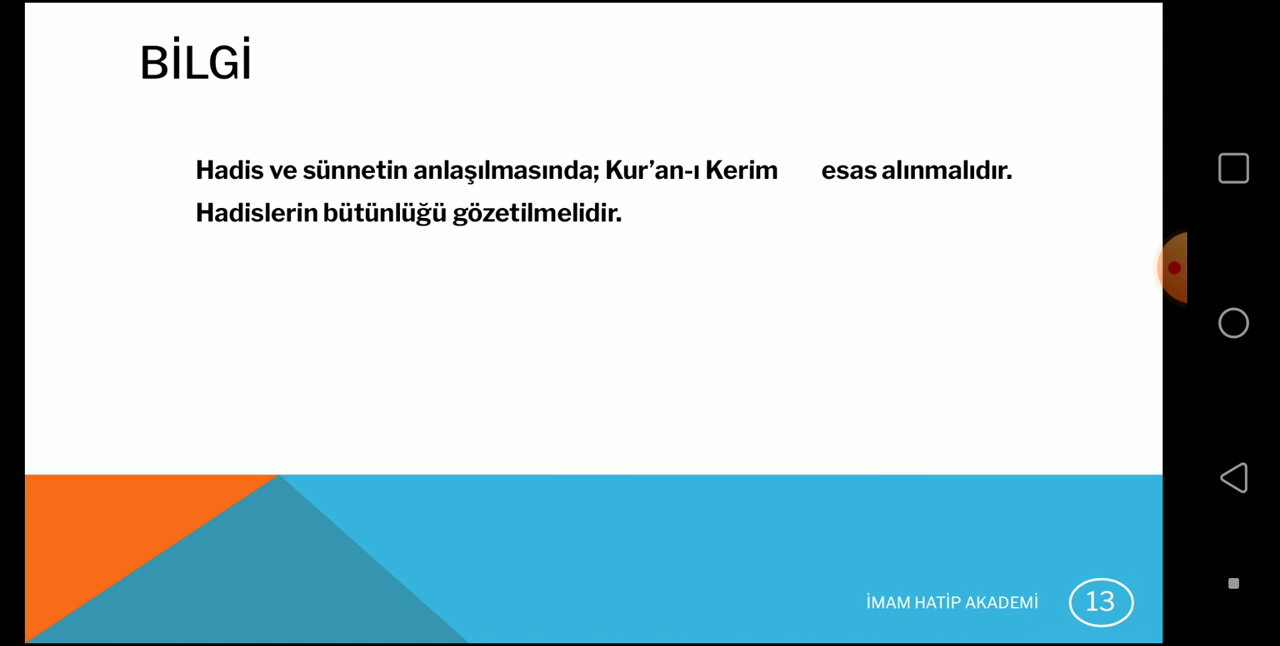 BİLGİ
Hadis ve sünnetin anlaşılmasında; Kur’an-ı Kerim esas alınmalıdır.
Hadislerin bütünlüğü gözetilmelidir.
İMAM HATİP AKADEMİ 13